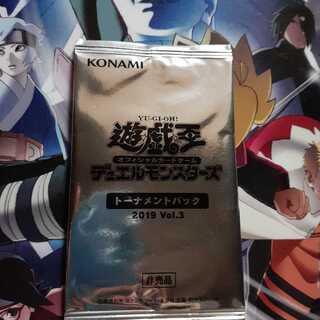 KONAMI
YU-GI-OH!
遊戯王
オフィシャルカードゲーム
デュエルモンスターズ
トーナメントパック
2019 Vol.3
非売品